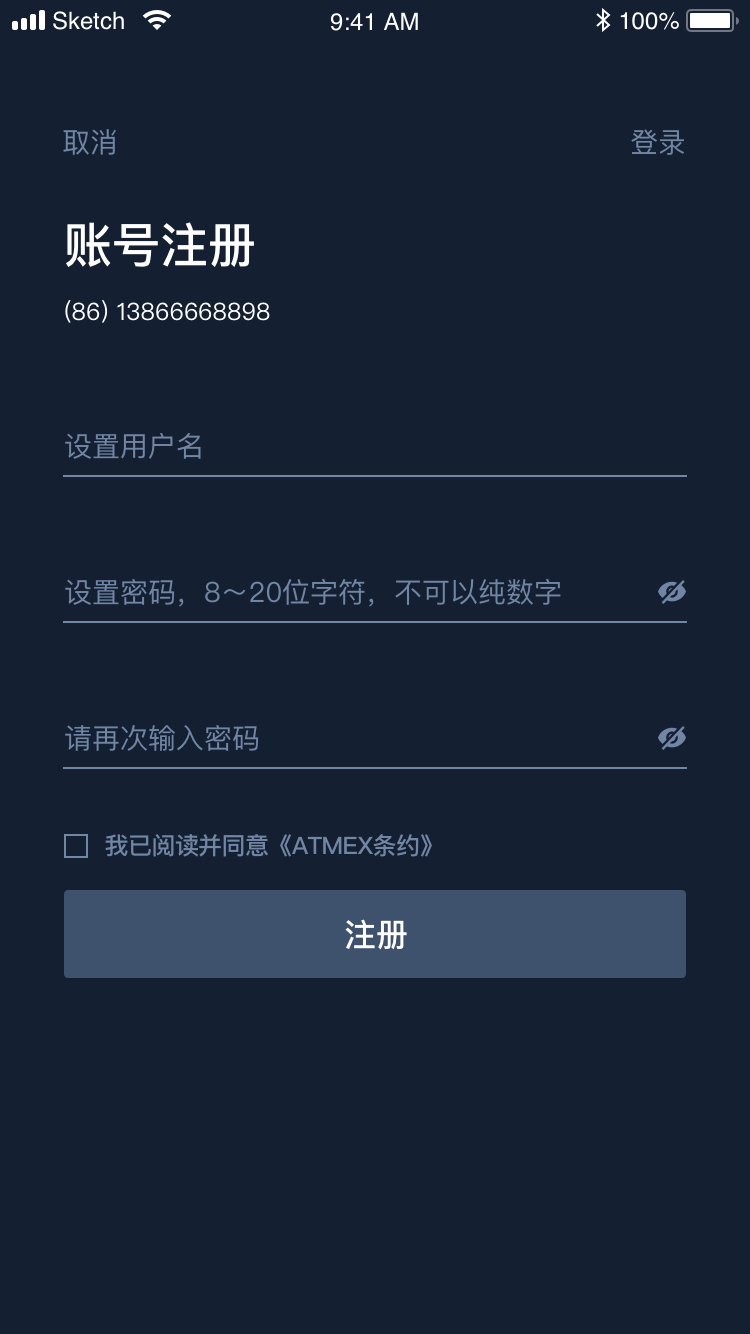 Sketch 9:41 AM 100%
取消 登录
账号注册
(86) 13866668898
设置用户名
设置密码，8～20位字符，不可以纯数字
请再次输入密码
我已阅读并同意《ATMEX条约》
注册